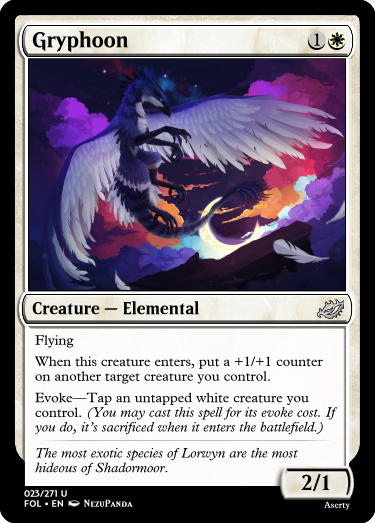 Gryphoon
1
Creature — Elemental
Flying
When this creature enters, put a +1/+1 counter
on another target creature you control.
Evoke—Tap an untapped white creature you
control. (You may cast this spell for its evoke cost. If
you do, it's sacrificed when it enters the battlefield.)
The most exotic species of Lorwyn are the most
hideous of Shadormoor.
2/1
023/271 U
FOL • EN NezuPanda
Aserty